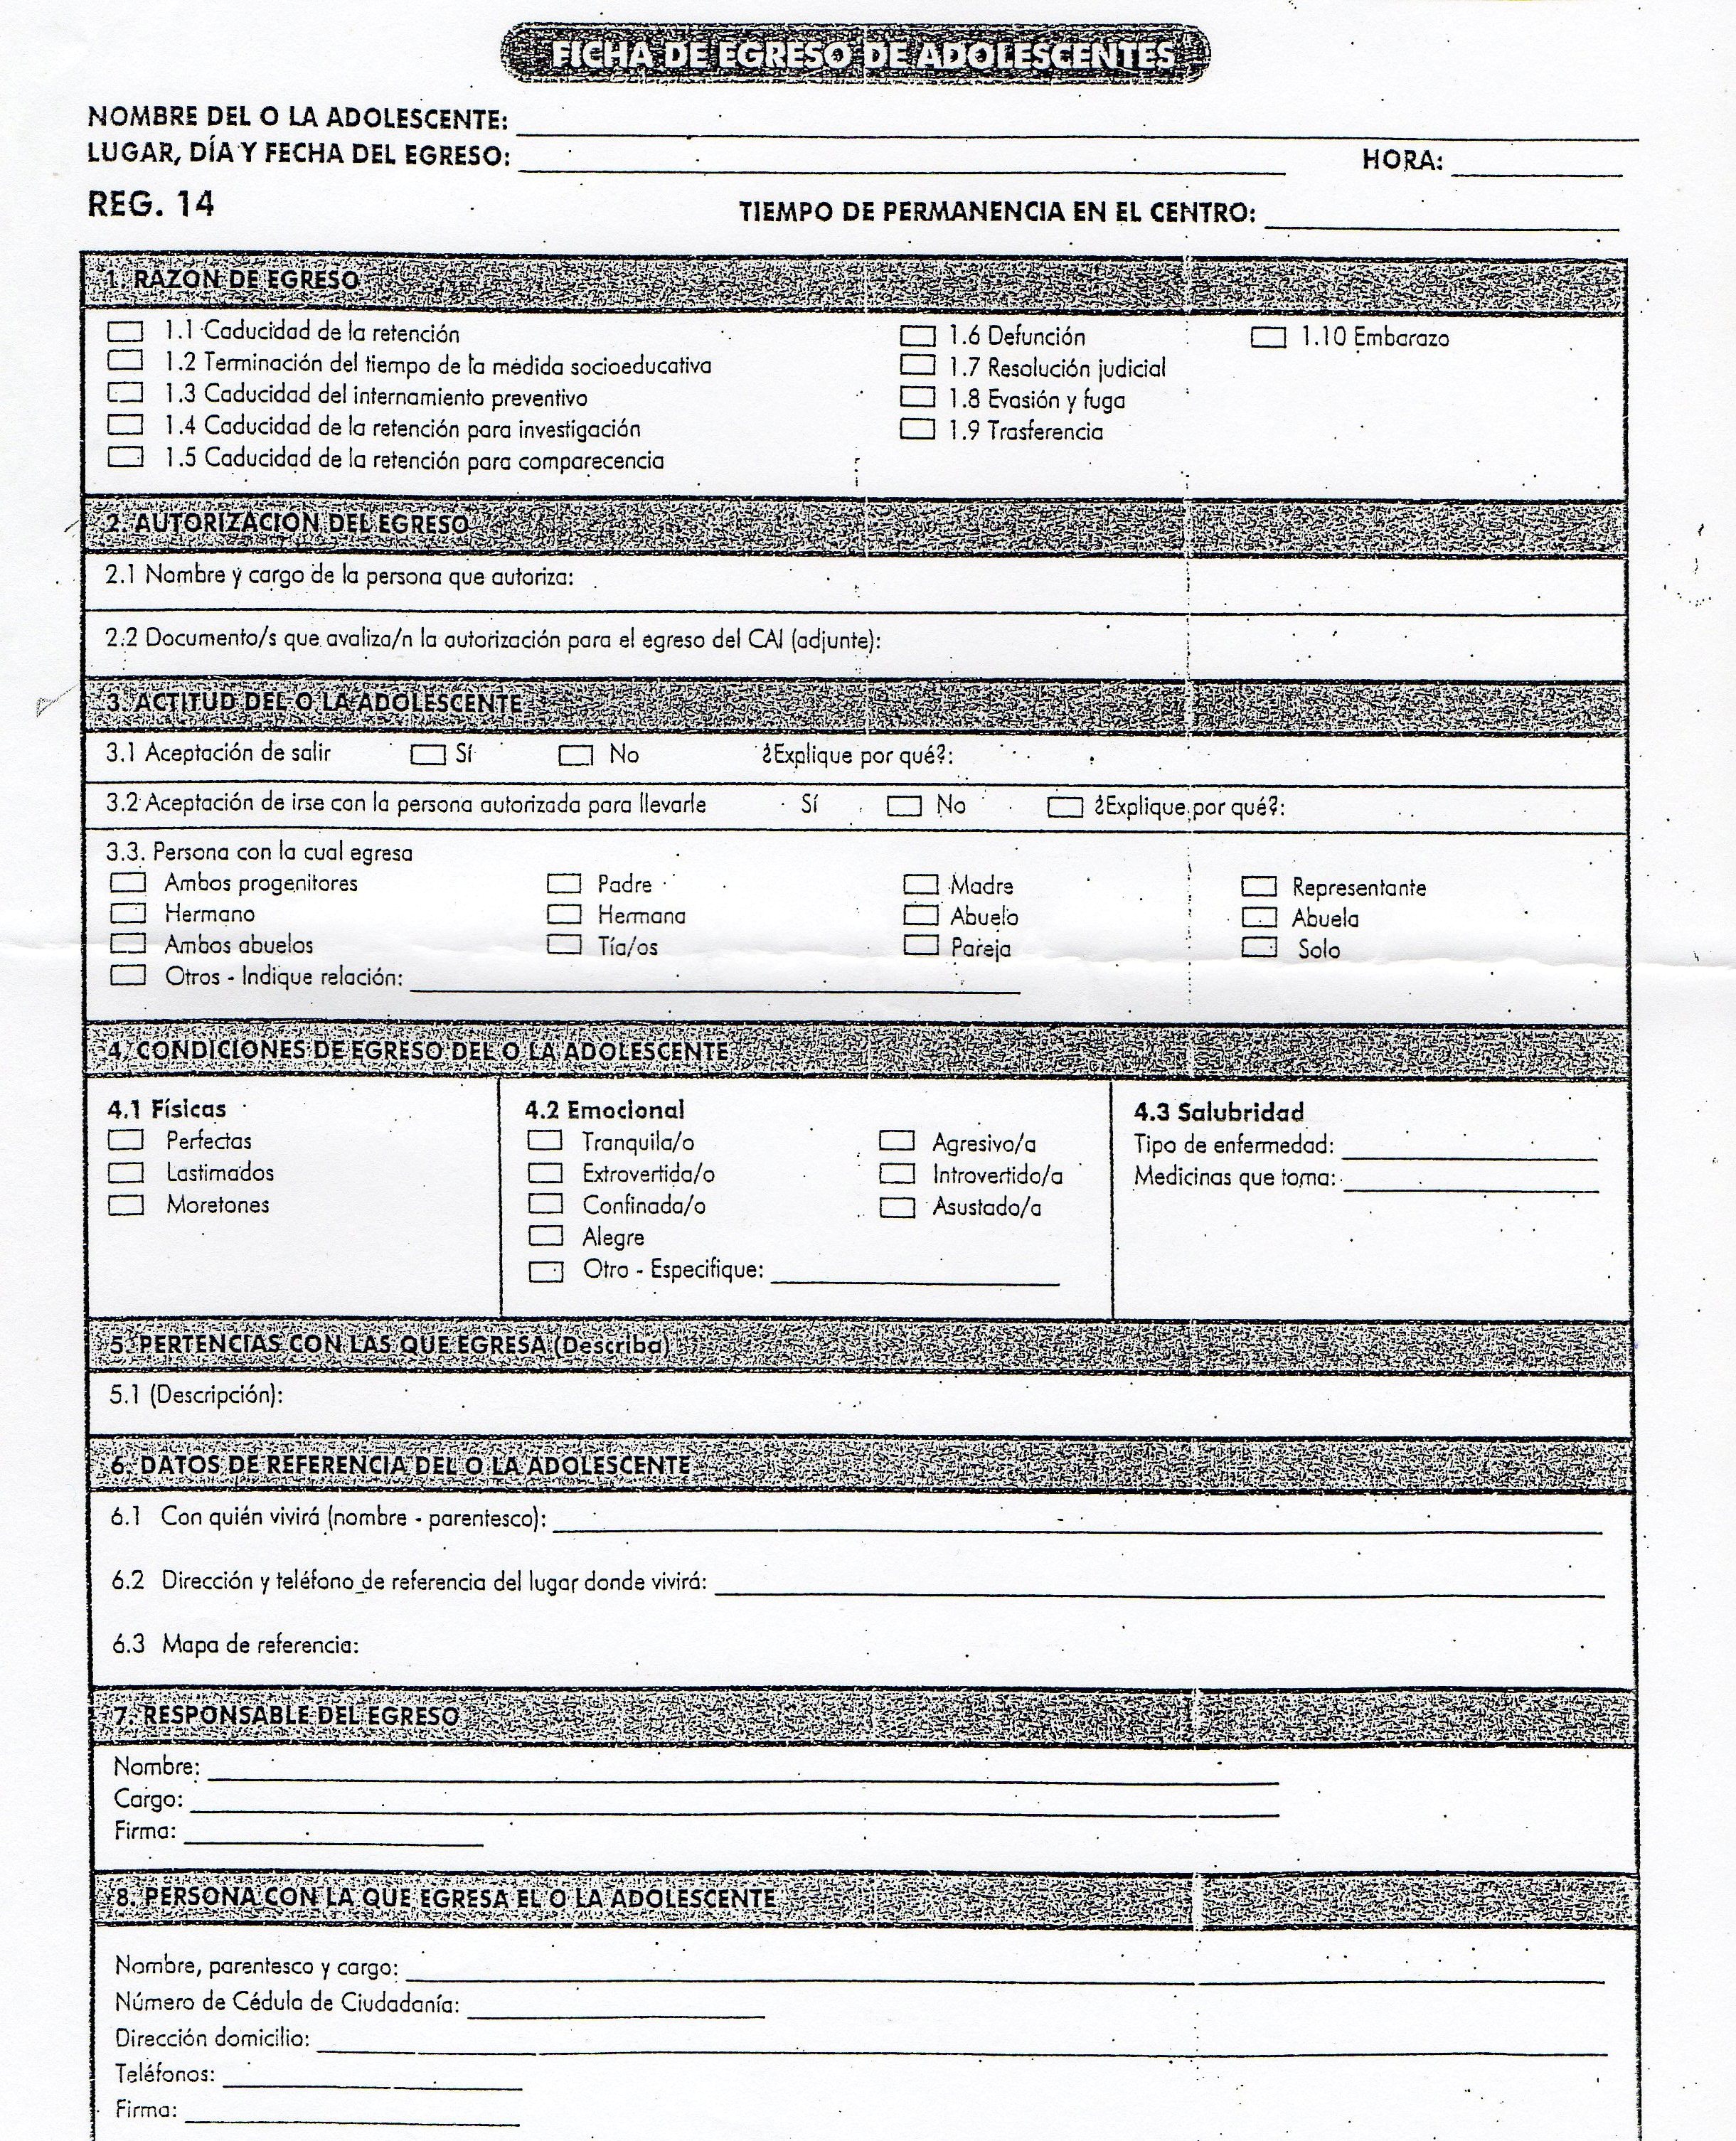 FICHA DE EGRESO DE ADOLESCENTES
NOMBRE DEL O LA ADOLESCENTE:
LUGAR, DÍA Y FECHA DEL EGRESO: HORA:
REG. 14 TIEMPO DE PERMANENCIA EN EL CENTRO:
1. RAZON DE EGRESO
1.1 Caducidad de la retención 1.6 Defunción 1.10 Embarazo
1.2 Terminación del tiempo de la medida socioeducativa 1.7 Resolución judicial
1.3 Caducidad del internamiento preventivo 1.8 Evasión y fuga
1.4 Caducidad de la retención para investigación 1.9 Trasferencia
1.5 Caducidad de la retención para comparecencia
2. AUTORIZACION DEL EGRESO
2.1 Nombre y cargo de la persona que autoriza:
2.2 Documento/s que avaliza/n la autorización para el egreso del CAI (adjunte):
3. ACTITUD DEL O LA ADOLESCENTE
3.1 Aceptación de salir Sí No ¿Explique por qué?:
3.2 Aceptación de irse con la persona autorizada para llevarle Sí No ¿Explique por qué?:
3.3. Persona con la cual egresa
Ambos progenitores Padre Madre Representante
Hermano Hermana Abuelo Abuela
Ambos abuelos Tía/os Pareja Solo
Otros - Indique relación:
4. CONDICIONES DE EGRESO DEL O LA ADOLESCENTE
4.1 Físicas 4.2 Emocional 4.3 Salubridad
Perfectas Tranquila/o Agresivo/a Tipo de enfermedad:
Lastimados Extrovertida/o Introvertido/a Medicinas que toma:
Moretones Confinada/o Asustado/a
Alegre
Otro - Especifique:
5. PERTENCIAS CON LAS QUE EGRESA (Describa)
5.1 (Descripción):
6. DATOS DE REFERENCIA DEL O LA ADOLESCENTE
6.1 Con quién vivirá (nombre - parentesco):
6.2 Dirección y teléfono de referencia del lugar donde vivirá:
6.3 Mapa de referencia:
7. RESPONSABLE DEL EGRESO
Nombre:
Cargo:
Firma:
8. PERSONA CON LA QUE EGRESA EL O LA ADOLESCENTE
Nombre, parentesco y cargo:
Número de Cédula de Ciudadanía:
Dirección domicilio:
Teléfonos:
Firma: